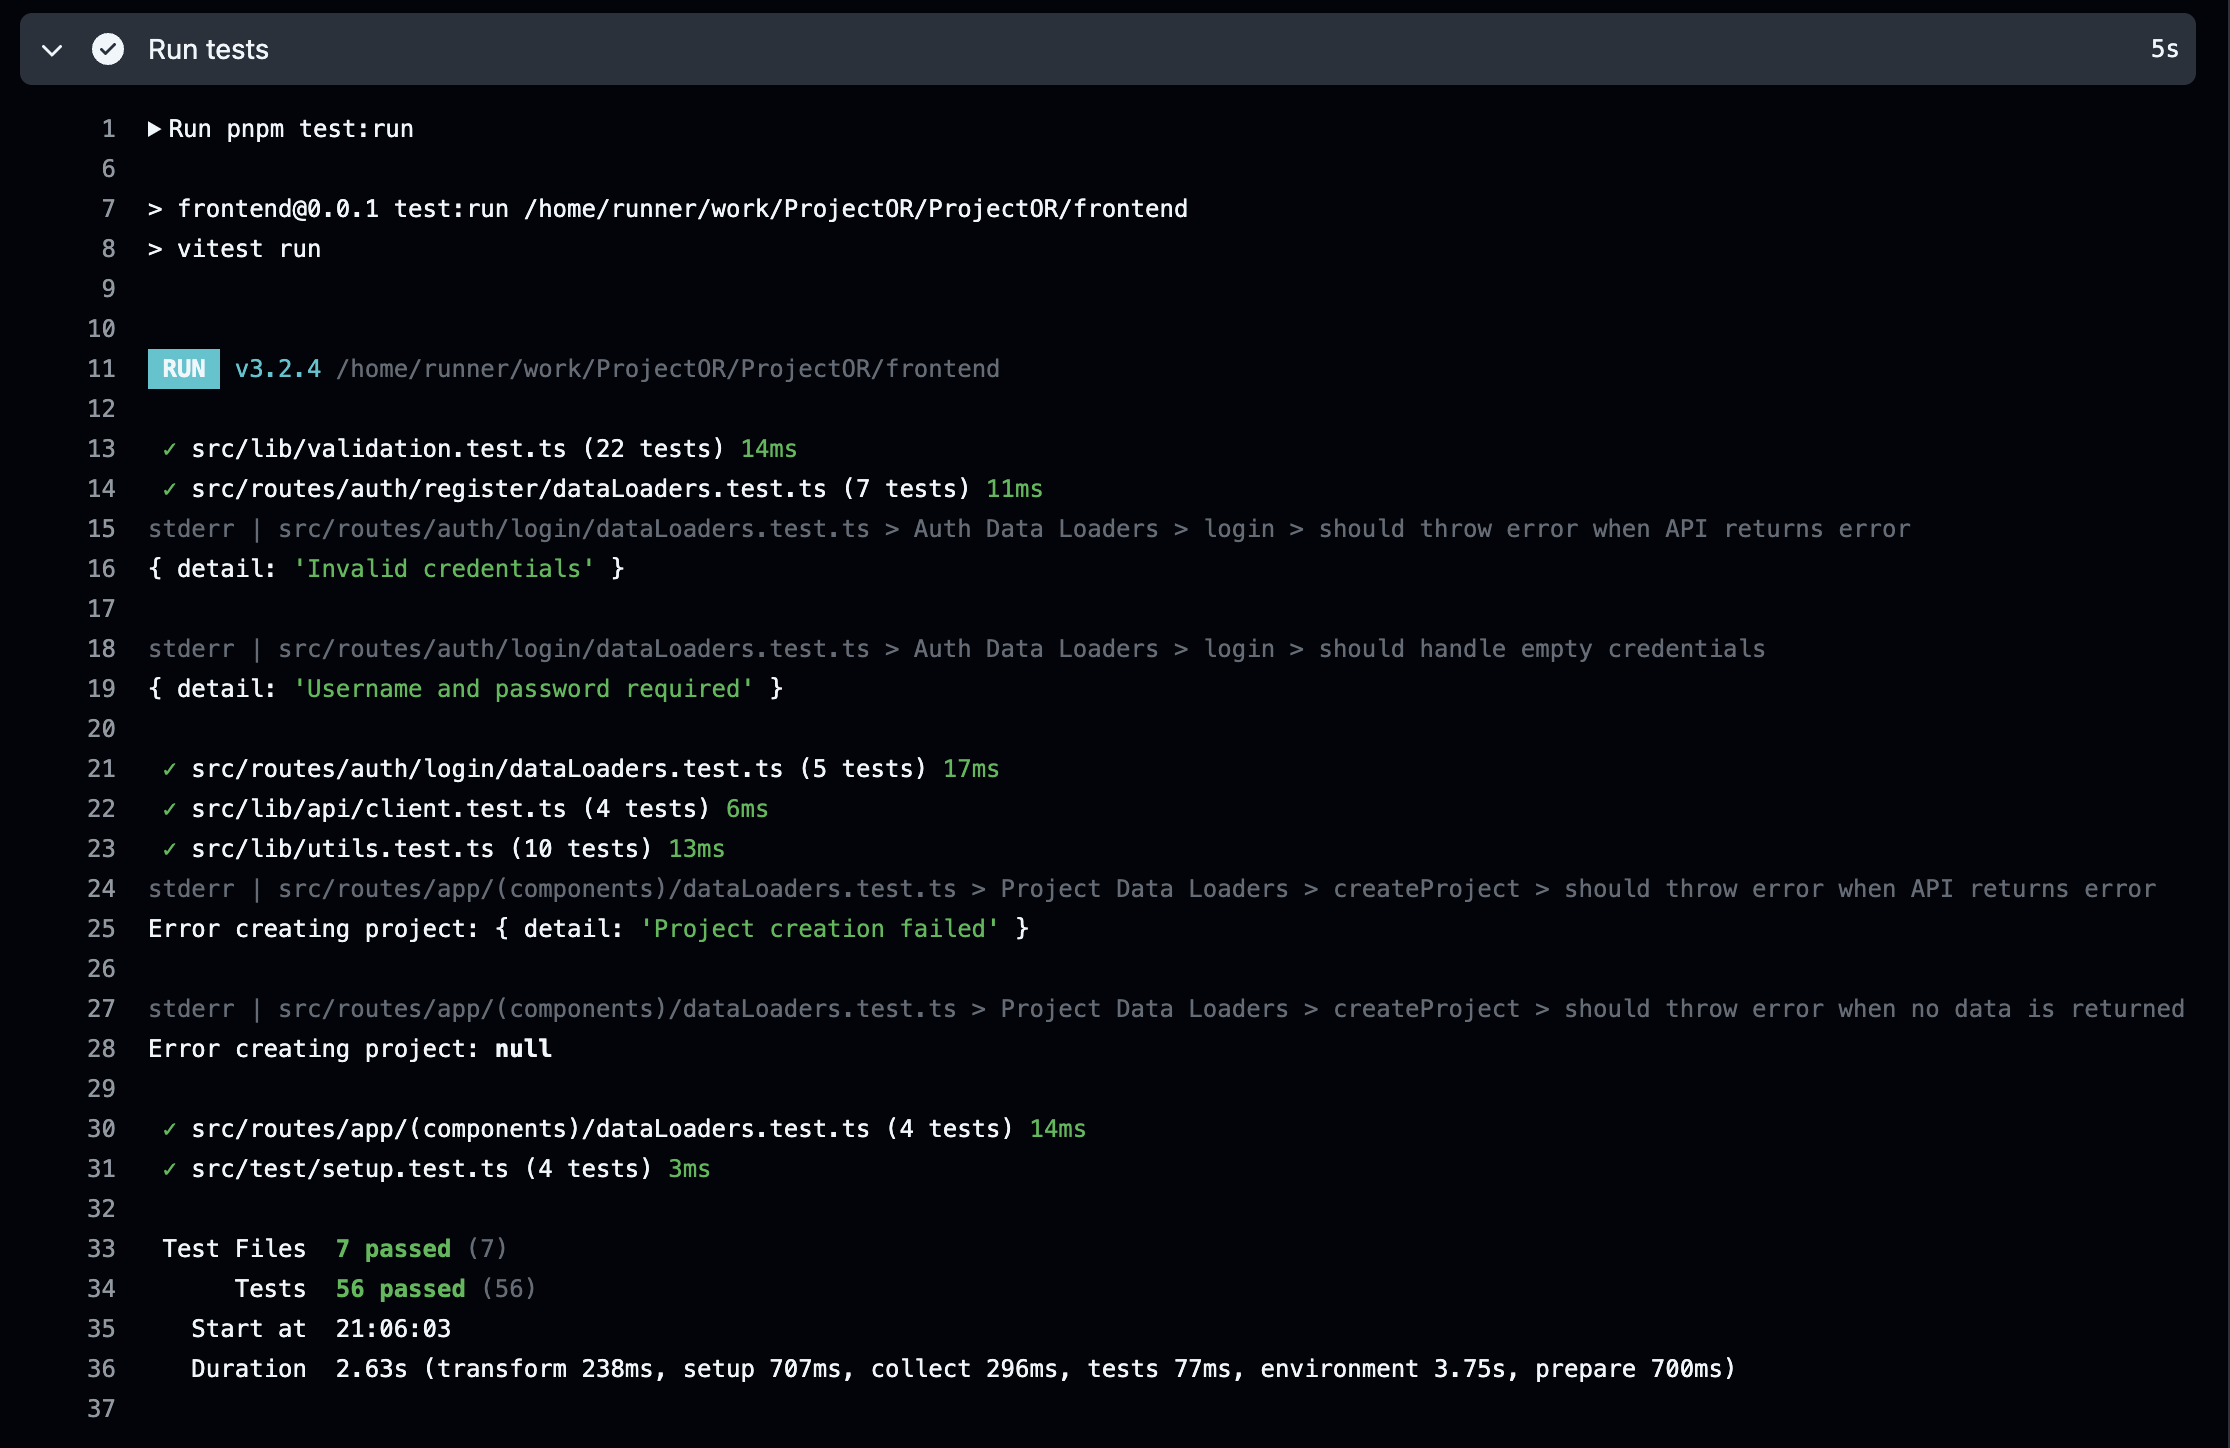 Run tests 5s
1 Run pnpm test:run
6
7 > frontend@0.0.1 test:run /home/runner/work/ProjectOR/ProjectOR/frontend
8 > vitest run
9
10
11 RUN v3.2.4 /home/runner/work/ProjectOR/ProjectOR/frontend
12
13 ✓ src/lib/validation.test.ts (22 tests) 14ms
14 ✓ src/routes/auth/register/dataLoaders.test.ts (7 tests) 11ms
15 stderr | src/routes/auth/login/dataLoaders.test.ts > Auth Data Loaders > login > should throw error when API returns error
16 { detail: 'Invalid credentials' }
17
18 stderr | src/routes/auth/login/dataLoaders.test.ts > Auth Data Loaders > login > should handle empty credentials
19 { detail: 'Username and password required' }
20
21 ✓ src/routes/auth/login/dataLoaders.test.ts (5 tests) 17ms
22 ✓ src/lib/api/client.test.ts (4 tests) 6ms
23 ✓ src/lib/utils.test.ts (10 tests) 13ms
24 stderr | src/routes/app/(components)/dataLoaders.test.ts > Project Data Loaders > createProject > should throw error when API returns error
25 Error creating project: { detail: 'Project creation failed' }
26
27 stderr | src/routes/app/(components)/dataLoaders.test.ts > Project Data Loaders > createProject > should throw error when no data is returned
28 Error creating project: null
29
30 ✓ src/routes/app/(components)/dataLoaders.test.ts (4 tests) 14ms
31 ✓ src/test/setup.test.ts (4 tests) 3ms
32
33 Test Files 7 passed (7)
34 Tests 56 passed (56)
35 Start at 21:06:03
36 Duration 2.63s (transform 238ms, setup 707ms, collect 296ms, tests 77ms, environment 3.75s, prepare 700ms)
37